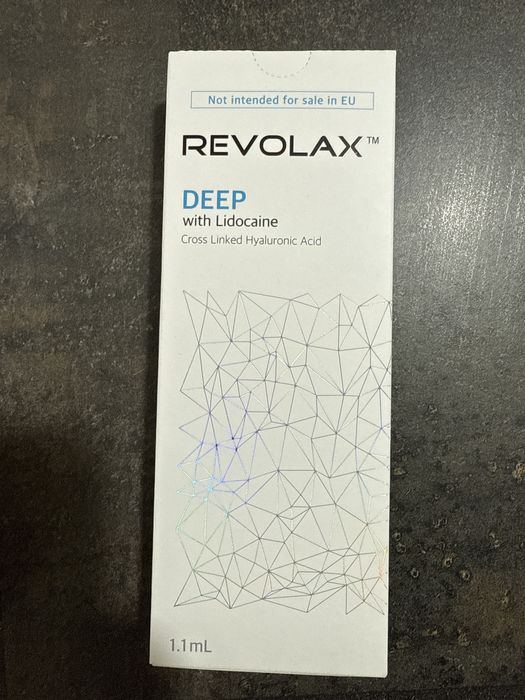 Not intended for sale in EU
REVOLAX™
DEEP
with Lidocaine
Cross Linked Hyaluronic Acid
1.1mL